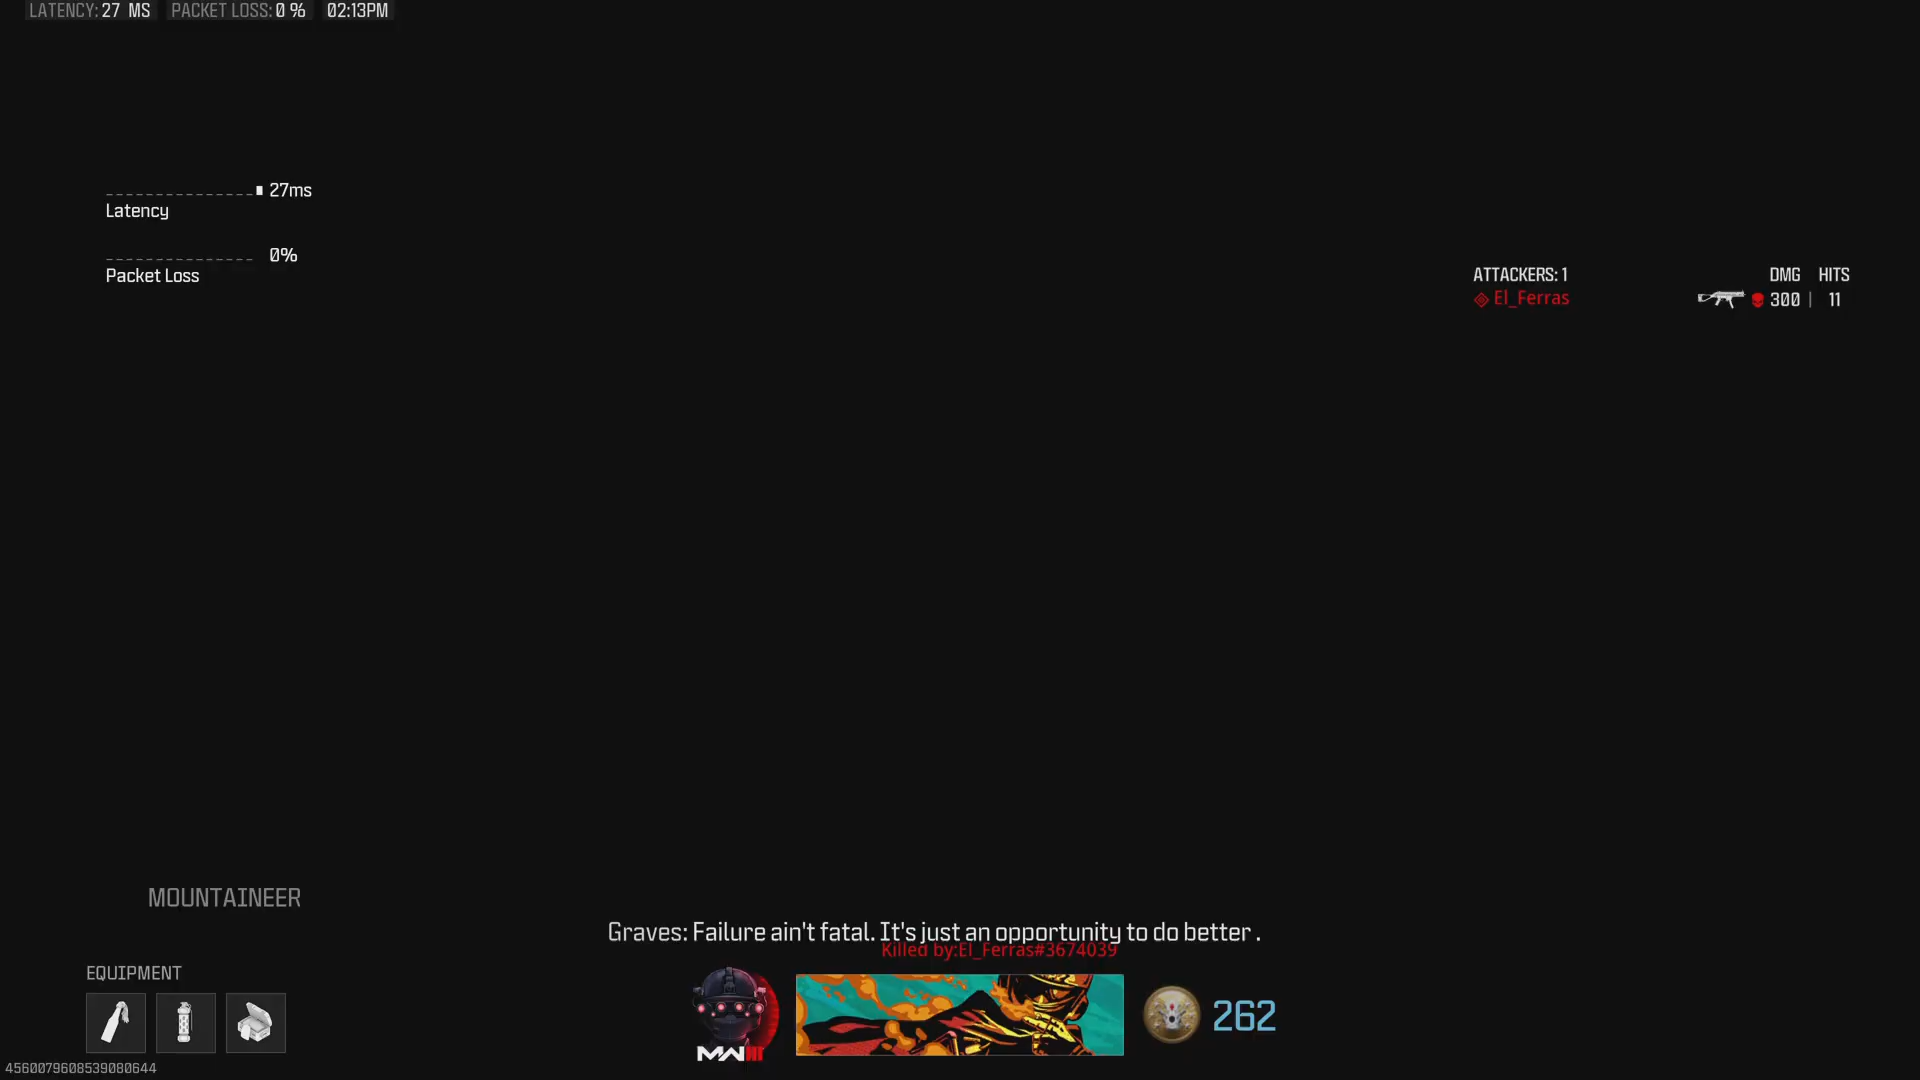 LATENCY: 27 MS PACKET LOSS: 0 % 02:13PM
27ms
Latency
0%
Packet Loss
ATTACKERS: 1 DMG HITS
El_Ferras 300 | 11
MOUNTAINEER
Graves: Failure ain't fatal. It's just an opportunity to do better .
Killed by:El_Ferras#3674039
EQUIPMENT
MWIII
262
4560079608539080644